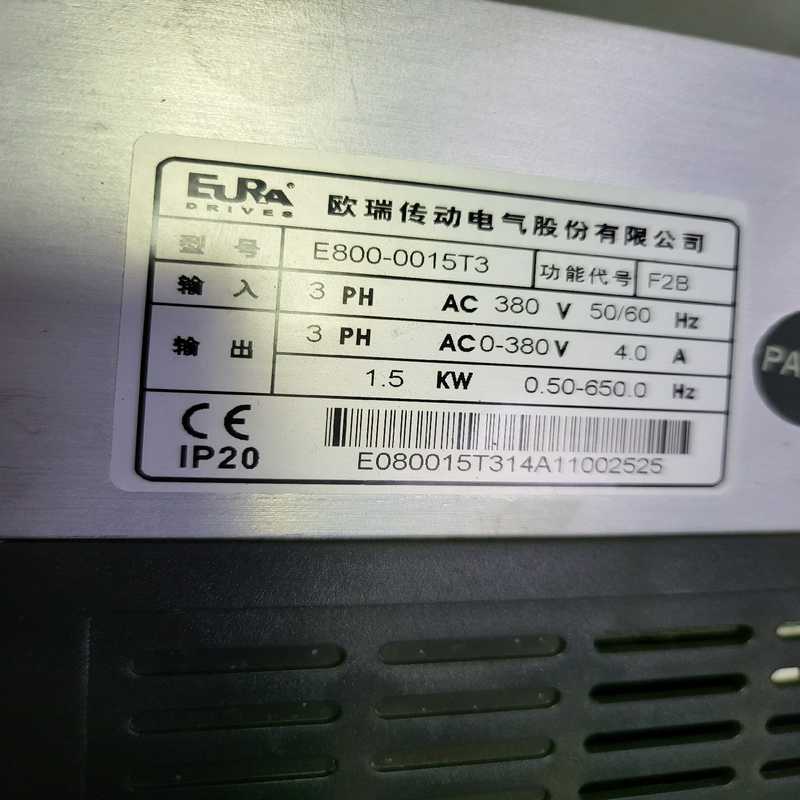 EURA® 欧瑞传动电气股份有限公司
DRIVES
型号 E800-0015T3 功能代号 F2B
输入 3 PH AC 380 V 50/60 Hz
输出 3 PH AC 0-380 V 4.0 A
1.5 KW 0.50-650.0 Hz
CE
IP20 E080015T314A11002525
PA